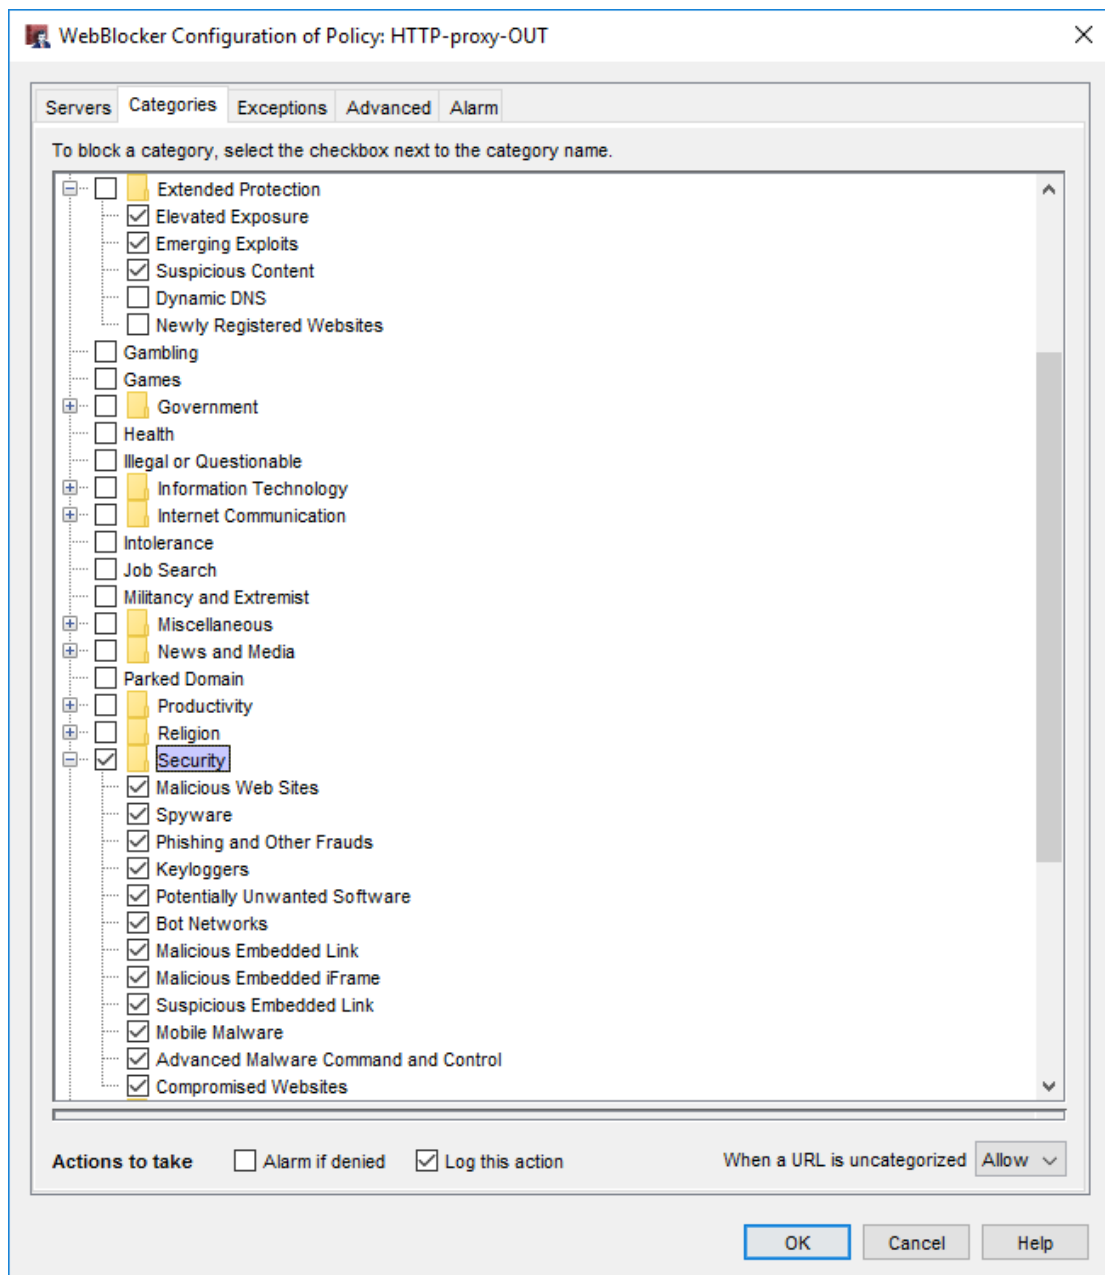 WebBlocker Configuration of Policy: HTTP-proxy-OUT
Servers Categories Exceptions Advanced Alarm
To block a category, select the checkbox next to the category name.
Extended Protection
Elevated Exposure
Emerging Exploits
Suspicious Content
Dynamic DNS
Newly Registered Websites
Gambling
Games
Government
Health
Illegal or Questionable
Information Technology
Internet Communication
Intolerance
Job Search
Militancy and Extremist
Miscellaneous
News and Media
Parked Domain
Productivity
Religion
Security
Malicious Web Sites
Spyware
Phishing and Other Frauds
Keyloggers
Potentially Unwanted Software
Bot Networks
Malicious Embedded Link
Malicious Embedded iFrame
Suspicious Embedded Link
Mobile Malware
Advanced Malware Command and Control
Compromised Websites
Actions to take Alarm if denied Log this action When a URL is uncategorized Allow
OK Cancel Help